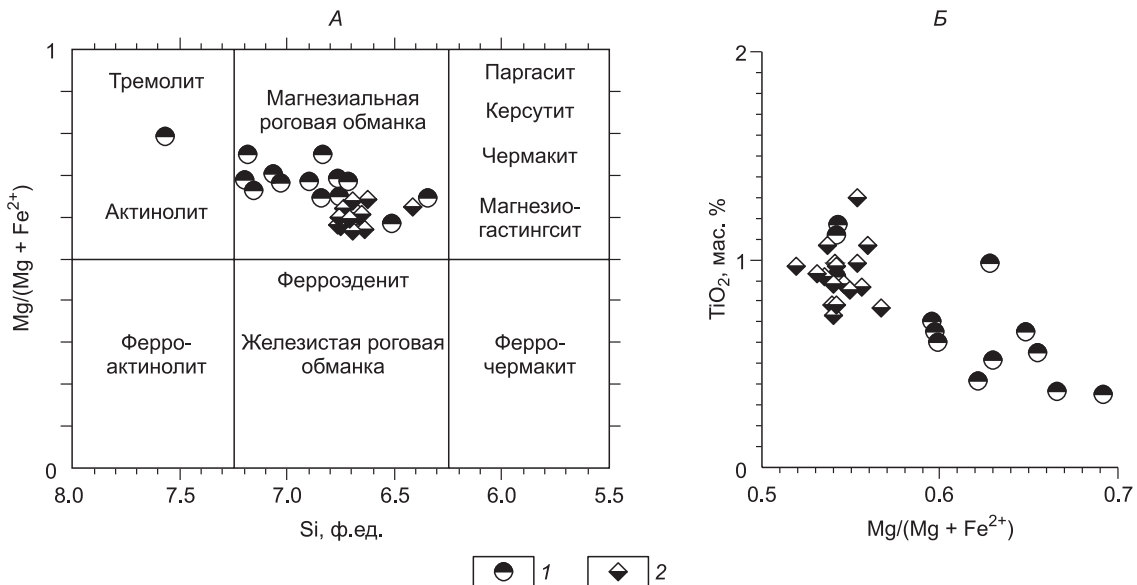 А
Б
1
Тремолит
Магнезиальная
роговая обманка
Паргасит
Керсутит
Чермакит
Актинолит
Магнезио-
гастингсит
Ферроэденит
Ферро-
актинолит
Железистая роговая
обманка
Ферро-
чермакит
0
8.0 7.5 7.0 6.5 6.0 5.5
Si, ф.ед.
Mg/(Mg + Fe²⁺)
2
1
0
TiO₂, мас. %
0.5 0.6 0.7
Mg/(Mg + Fe²⁺)
1 2